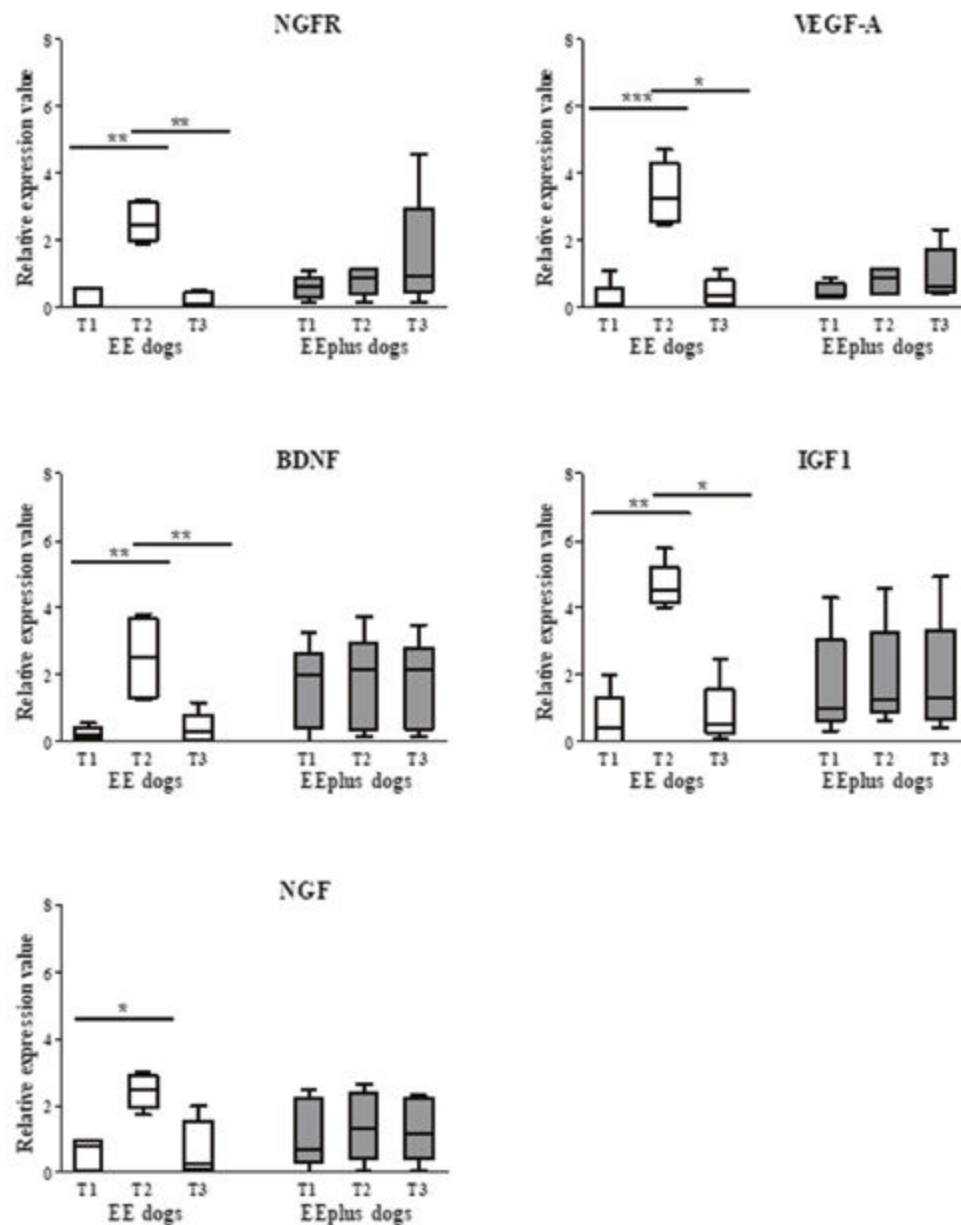 NGFR
Relative expression value
8
6
4
2
0
**
**
T1 T2 T3 T1 T2 T3
EE dogs EEplus dogs
VEGF-A
Relative expression value
8
6
4
2
0
***
*
T1 T2 T3 T1 T2 T3
EE dogs EEplus dogs
BDNF
Relative expression value
8
6
4
2
0
**
**
T1 T2 T3 T1 T2 T3
EE dogs EEplus dogs
IGF1
Relative expression value
8
6
4
2
0
**
*
T1 T2 T3 T1 T2 T3
EE dogs EEplus dogs
NGF
Relative expression value
8
6
4
2
0
*
T1 T2 T3 T1 T2 T3
EE dogs EEplus dogs